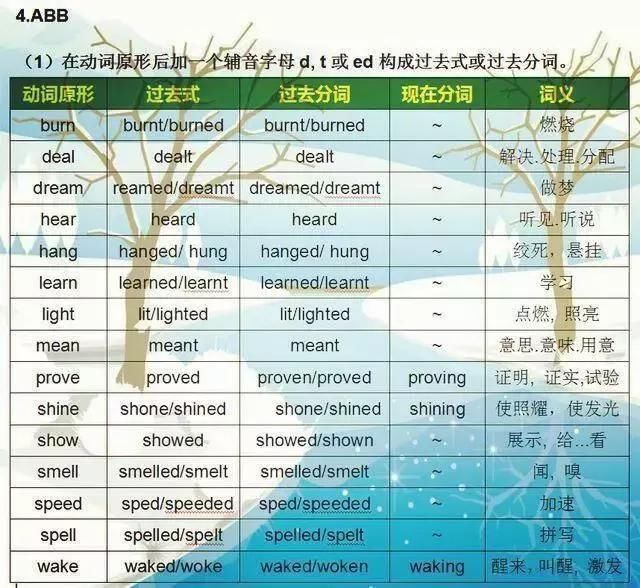 4.ABB
（1）在动词原形后加一个辅音字母 d, t 或 ed 构成过去式或过去分词。
动词原形 过去式 过去分词 现在分词 词义
burn burnt/burned burnt/burned ~ 燃烧
deal dealt dealt ~ 解决.处理.分配
dream reamed/dreamt dreamed/dreamt ~ 做梦
hear heard heard ~ 听见.听说
hang hanged/ hung hanged/ hung ~ 绞死，悬挂
learn learned/learnt learned/learnt ~ 学习
light lit/lighted lit/lighted ~ 点燃, 照亮
mean meant meant ~ 意思.意味.用意
prove proved proven/proved proving 证明, 证实,试验
shine shone/shined shone/shined shining 使照耀，使发光
show showed showed/shown ~ 展示, 给...看
smell smelled/smelt smelled/smelt ~ 闻, 嗅
speed sped/speeded sped/speeded ~ 加速
spell spelled/spelt spelled/spelt ~ 拼写
wake waked/woke waked/woken waking 醒来, 叫醒, 激发